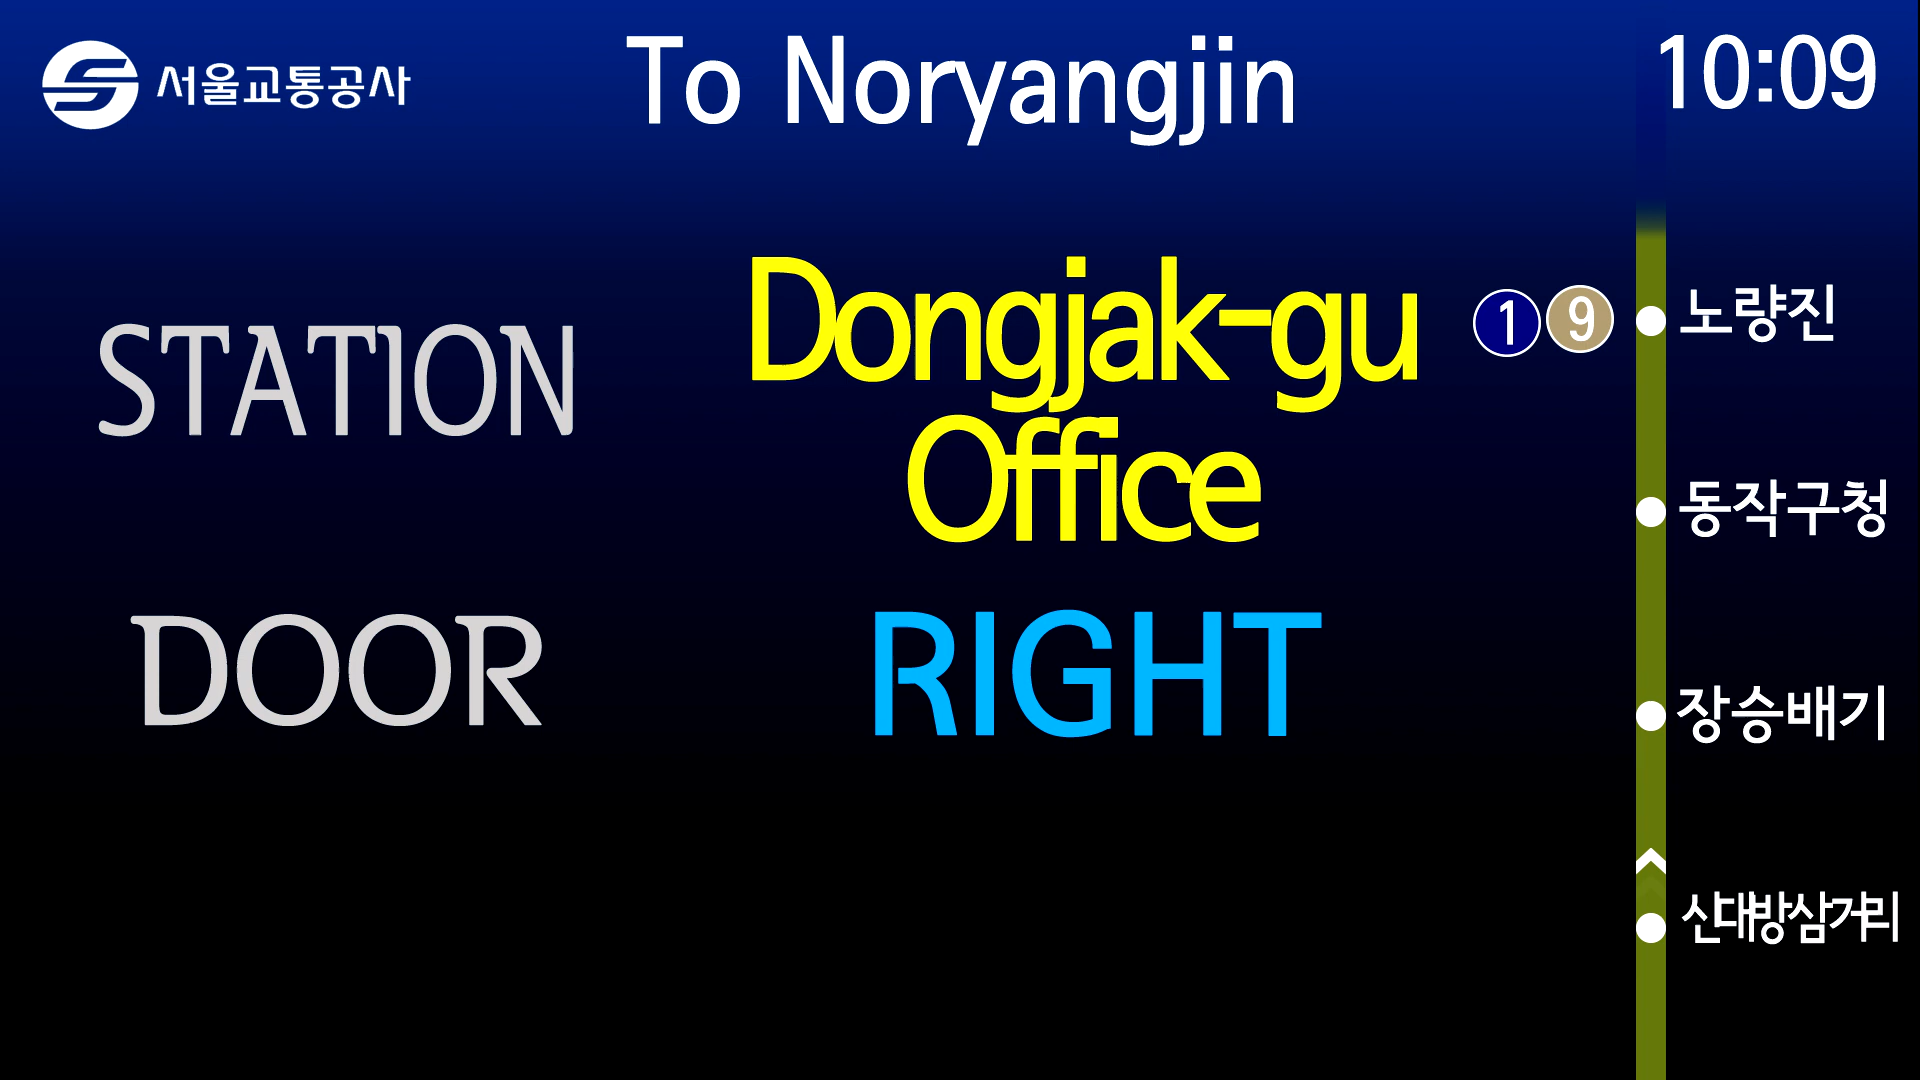 서울교통공사
To Noryangjin
10:09
STATION
Dongjak-gu
Office
DOOR
RIGHT
1 9 노량진
동작구청
장승배기
신대방삼거리